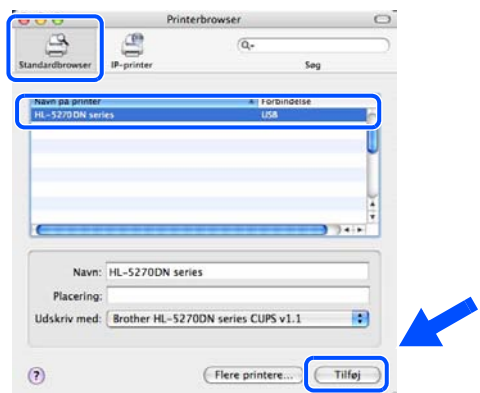 Printerbrowser
Standardbrowser IP-printer Søg
Navn på printer Forbindelse
HL-5270DN series USB
Navn: HL-5270DN series
Placering:
Udskriv med: Brother HL-5270DN series CUPS v1.1
? Flere printere... Tilføj